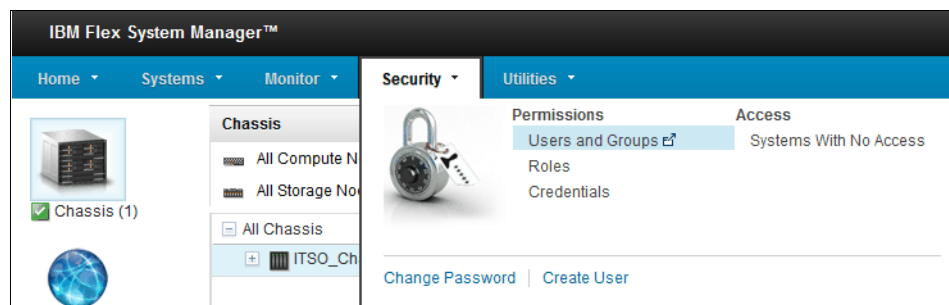 IBM Flex System Manager™
Home Systems Monitor Security Utilities
Chassis
All Compute N
All Storage No
All Chassis
ITSO_Ch
Chassis (1)
Permissions
Users and Groups
Roles
Credentials
Access
Systems With No Access
Change Password | Create User